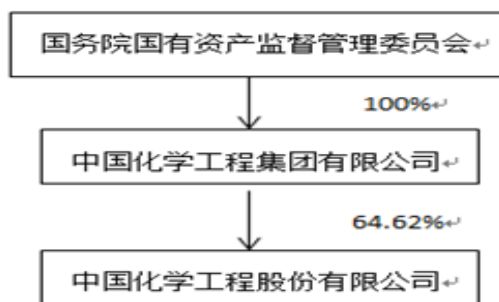 国务院国有资产监督管理委员会
100%
中国化学工程集团有限公司
64.62%
中国化学工程股份有限公司